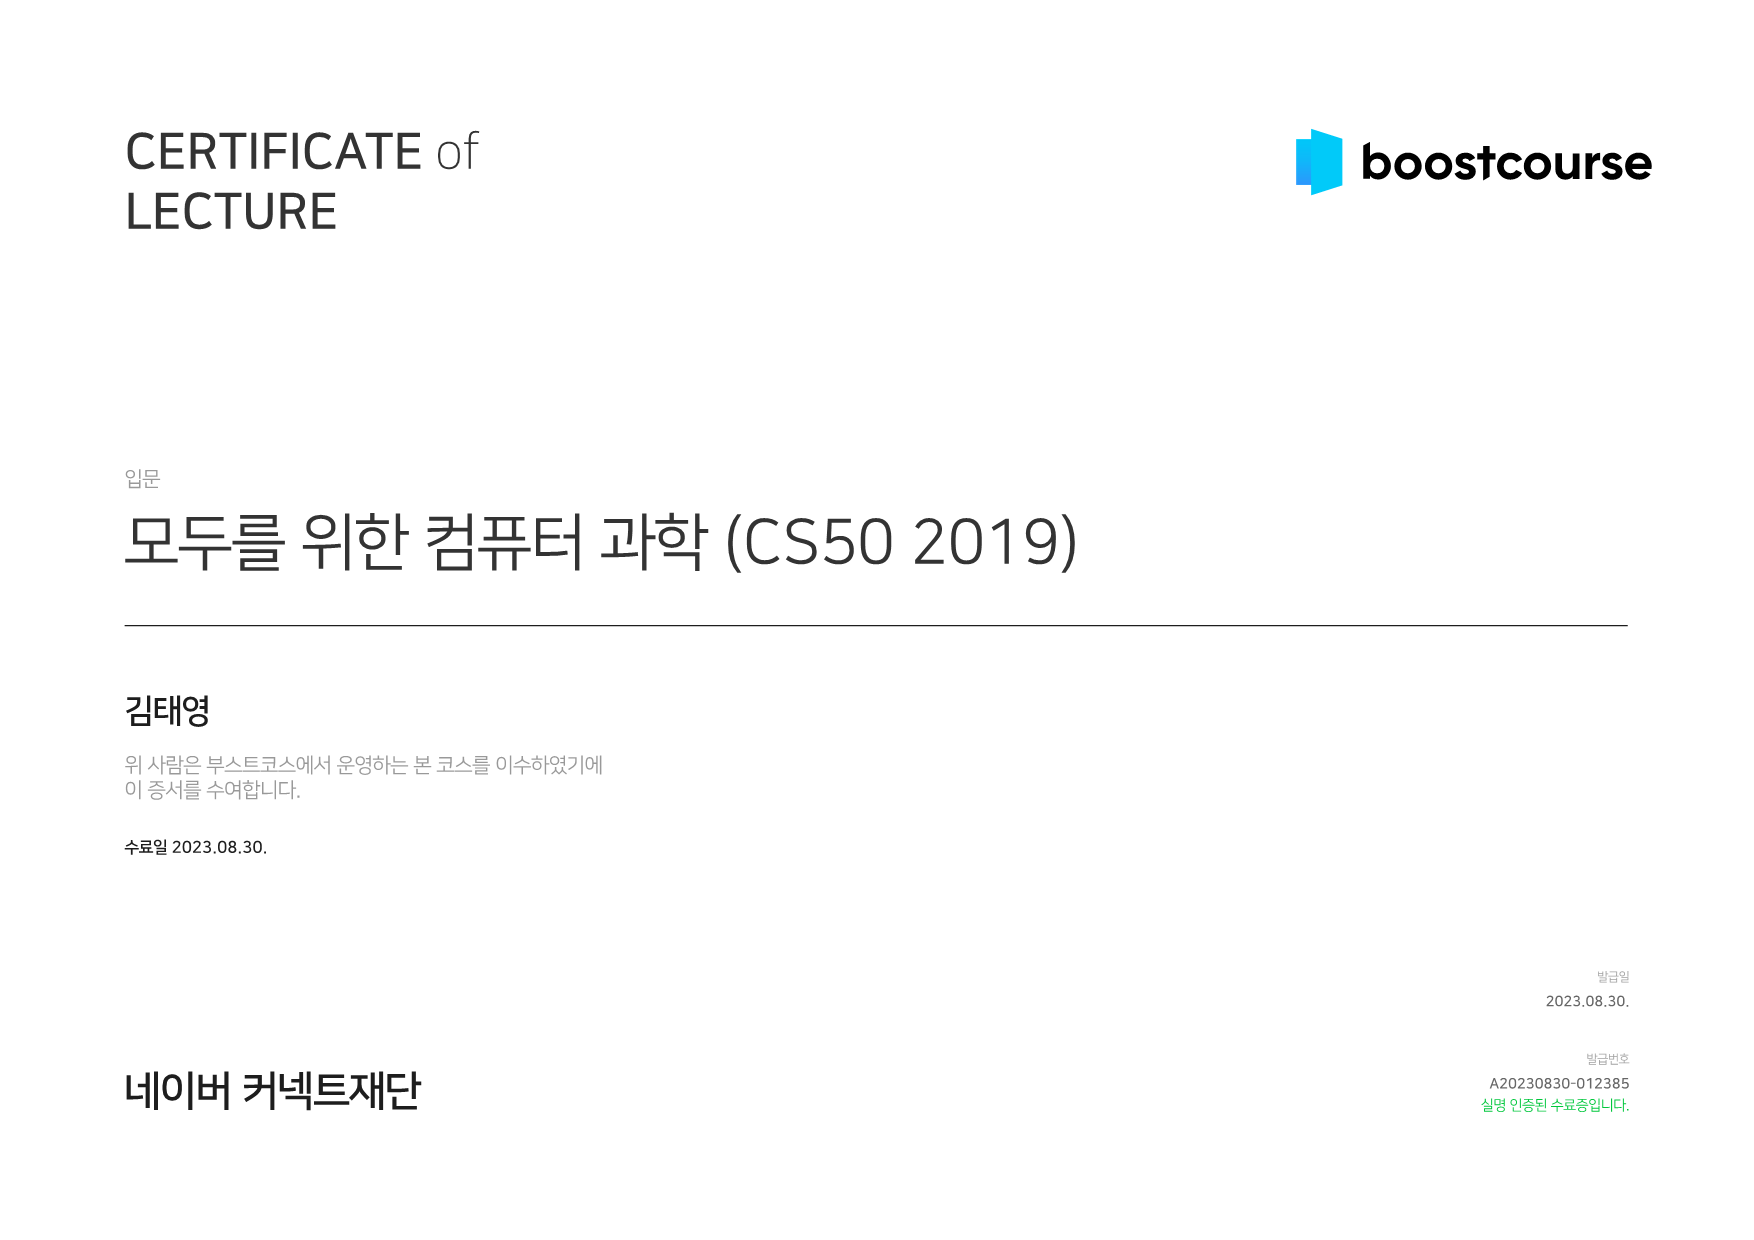 CERTIFICATE of
LECTURE
boostcourse
입문
모두를 위한 컴퓨터 과학 (CS50 2019)
김태영
위 사람은 부스트코스에서 운영하는 본 코스를 이수하였기에
이 증서를 수여합니다.
수료일 2023.08.30.
발급일
2023.08.30.
발급번호
A20230830-012385
실명 인증된 수료증입니다.
네이버 커넥트재단